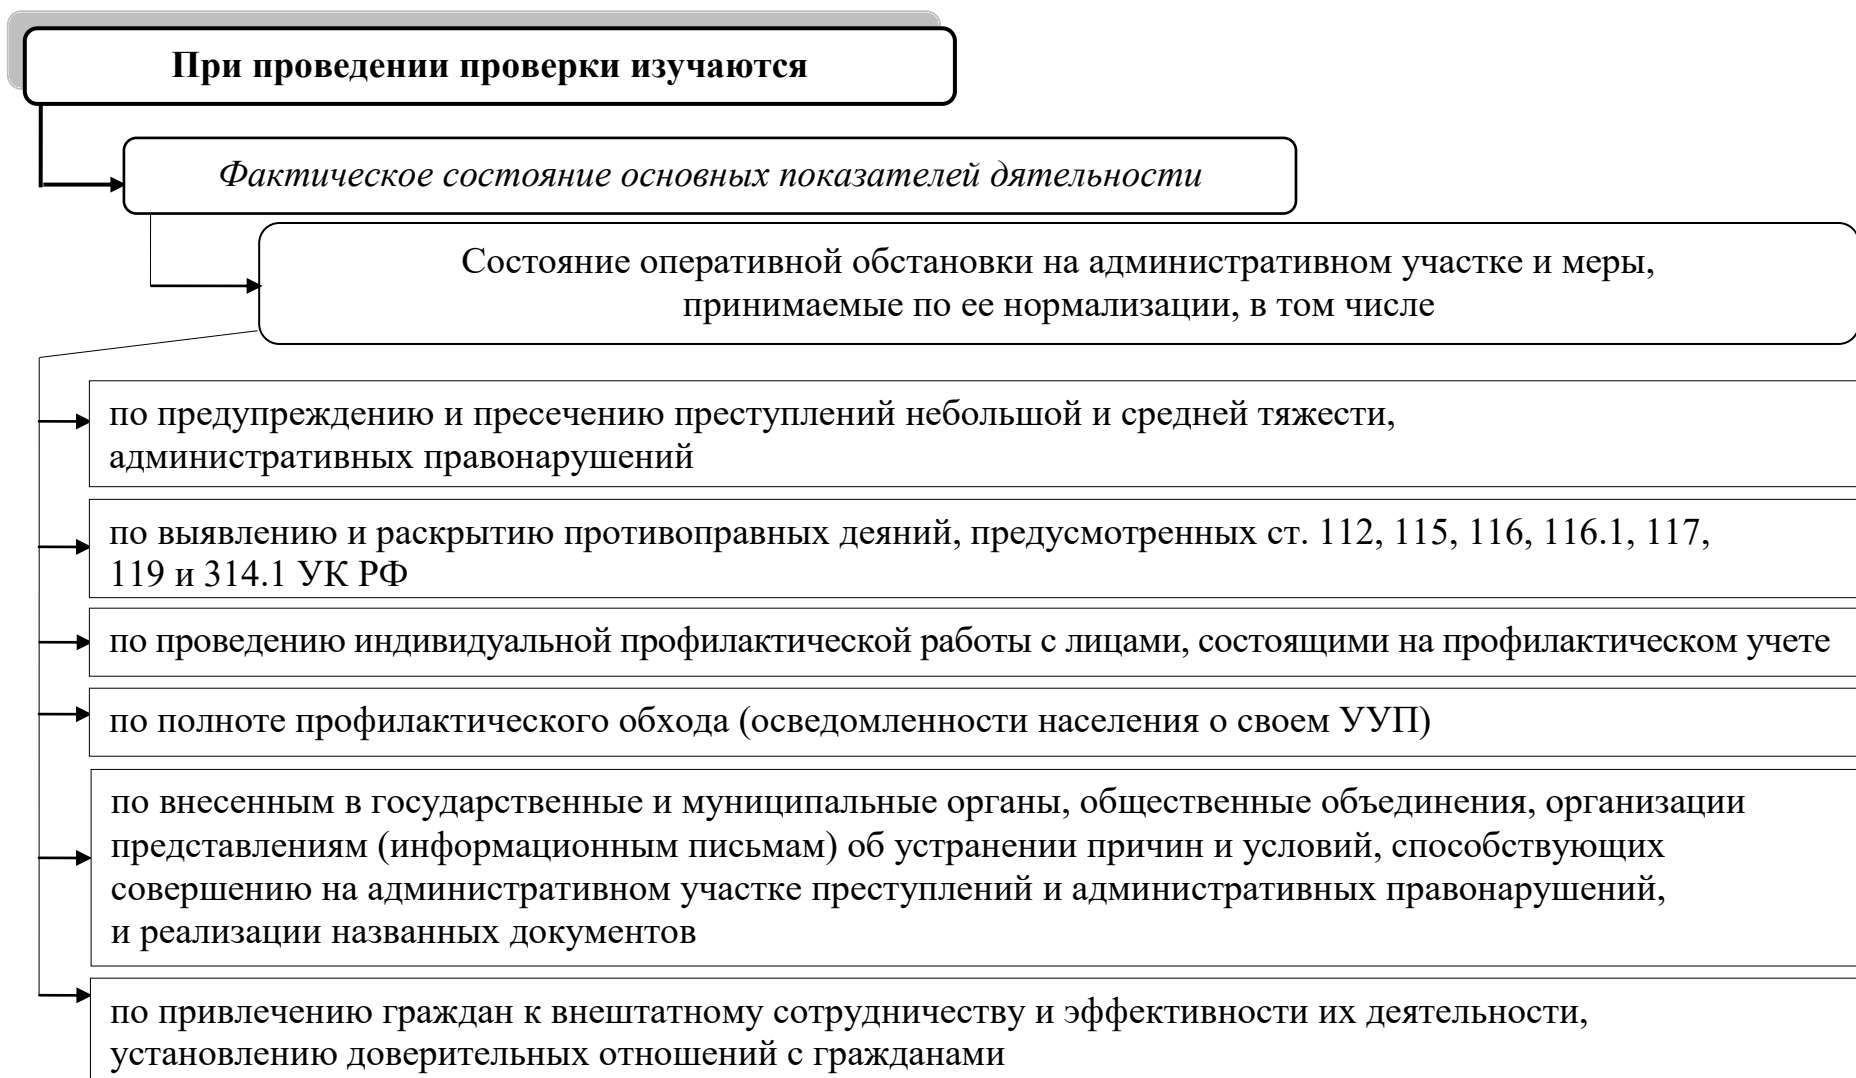 При проведении проверки изучаются
Фактическое состояние основных показателей дятельности
Состояние оперативной обстановки на административном участке и меры,
принимаемые по ее нормализации, в том числе
по предупреждению и пресечению преступлений небольшой и средней тяжести,
административных правонарушений
по выявлению и раскрытию противоправных деяний, предусмотренных ст. 112, 115, 116, 116.1, 117,
119 и 314.1 УК РФ
по проведению индивидуальной профилактической работы с лицами, состоящими на профилактическом учете
по полноте профилактического обхода (осведомленности населения о своем УУП)
по внесенным в государственные и муниципальные органы, общественные объединения, организации
представлениям (информационным письмам) об устранении причин и условий, способствующих
совершению на административном участке преступлений и административных правонарушений,
и реализации названных документов
по привлечению граждан к внештатному сотрудничеству и эффективности их деятельности,
установлению доверительных отношений с гражданами